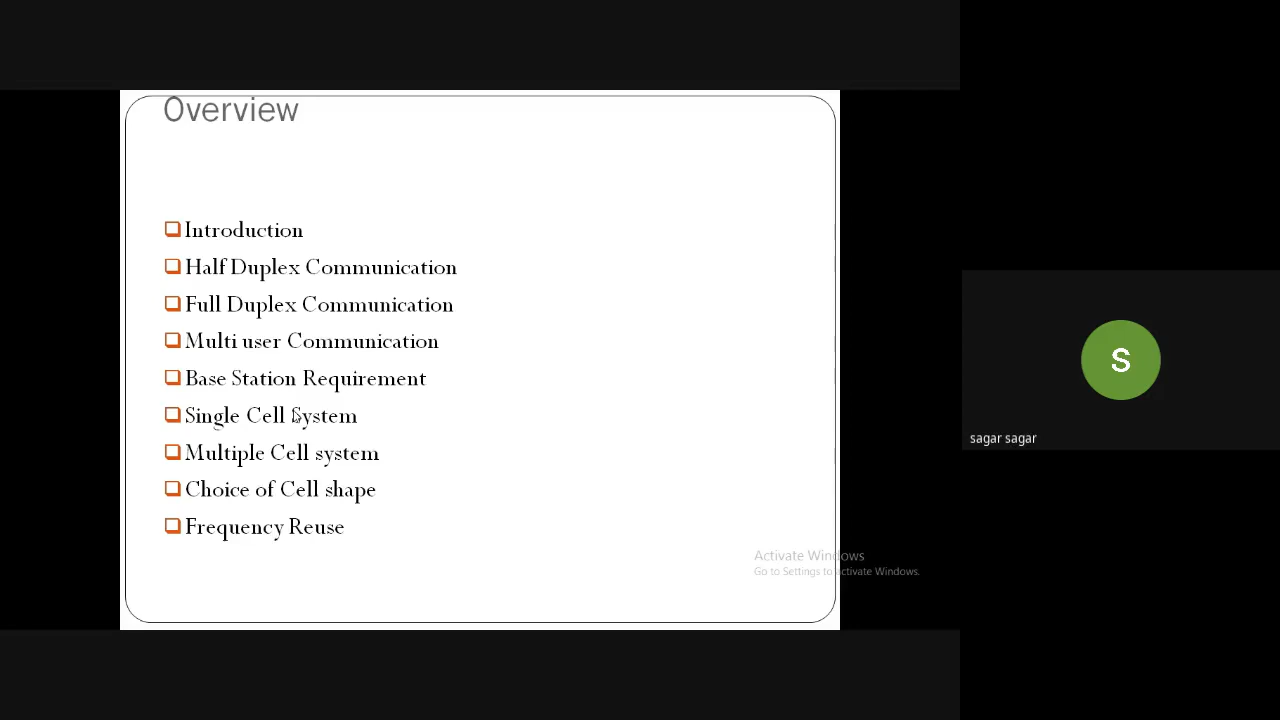 Overview
Introduction
Half Duplex Communication
Full Duplex Communication
Multi user Communication
Base Station Requirement
Single Cell System
Multiple Cell system
Choice of Cell shape
Frequency Reuse
Activate Windows
Go to Settings to activate Windows.
S
sagar sagar